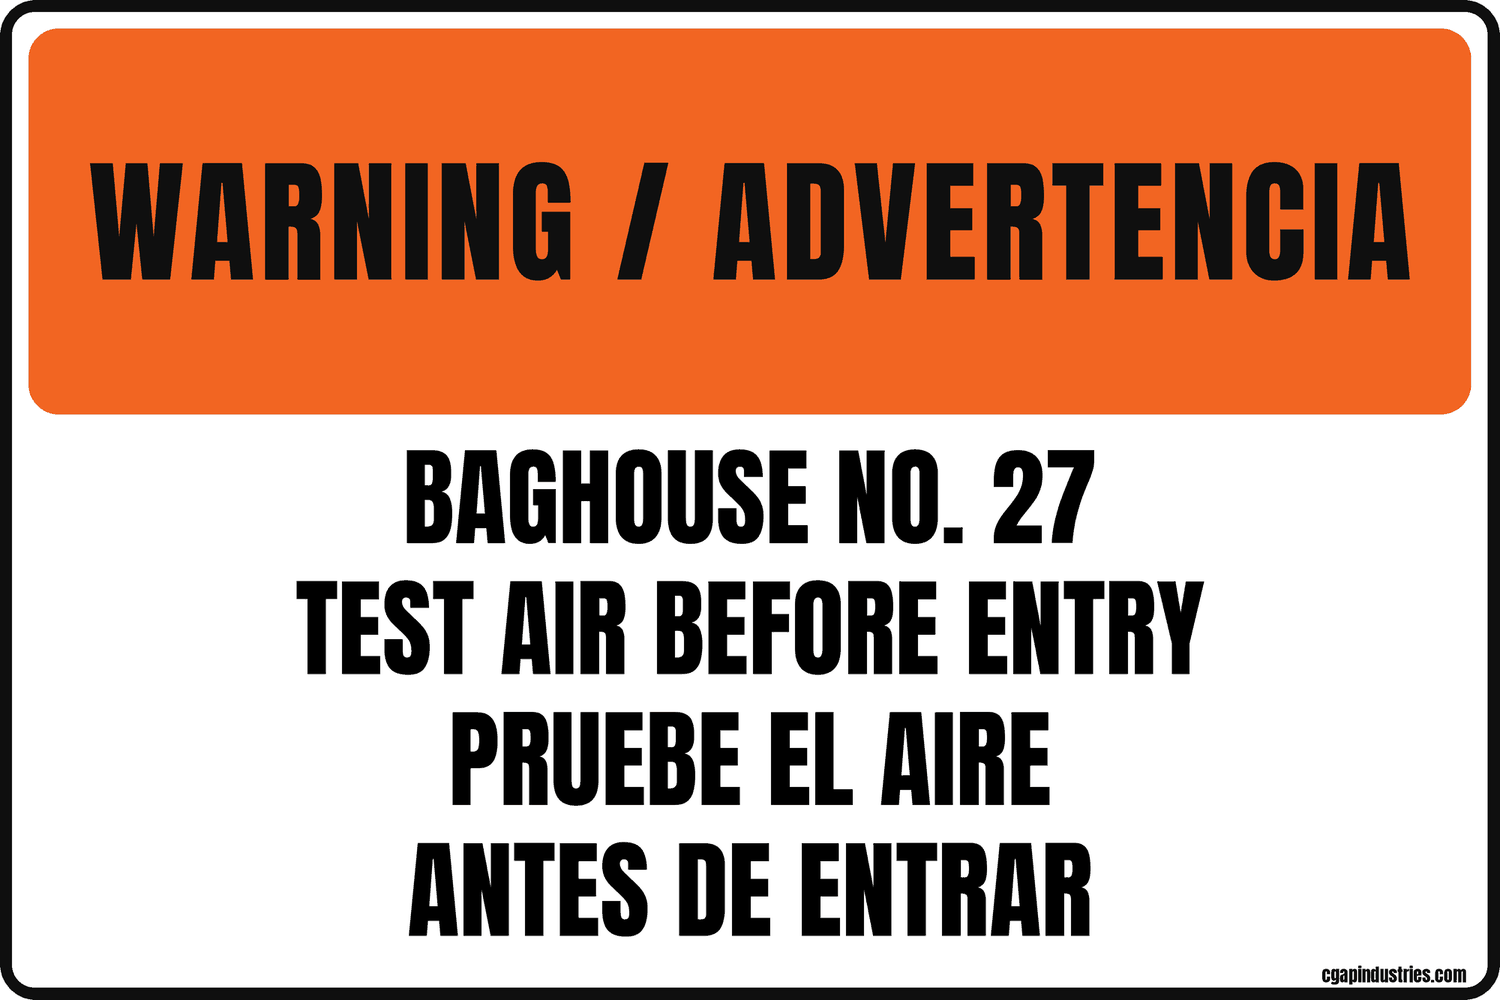 WARNING / ADVERTENCIA
BAGHOUSE NO. 27
TEST AIR BEFORE ENTRY
PRUEBE EL AIRE
ANTES DE ENTRAR
cgapindustries.com